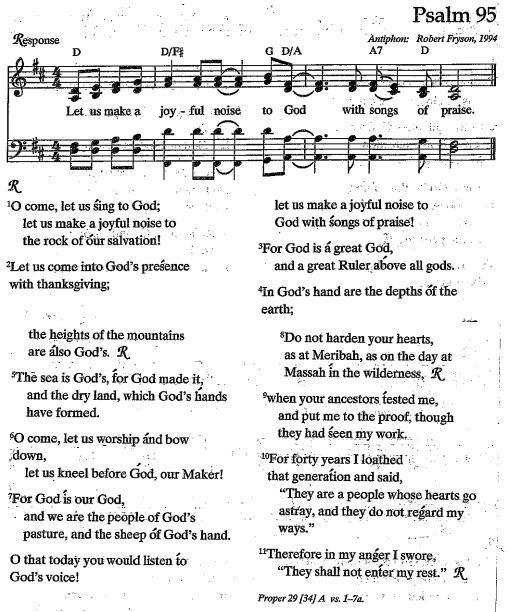 Psalm 95
Response
Antiphon: Robert Fryson, 1994
D D/F# G D/A A7 D
Let us make a joy - ful noise to God with songs of praise.
R
1O come, let us sing to God;
let us make a joyful noise to
the rock of our salvation!
2Let us come into God's presence
with thanksgiving;
let us make a joyful noise to
God with songs of praise!
3For God is a great God,
and a great Ruler above all gods.
4In God's hand are the depths of the
earth;
the heights of the mountains
are also God's. R
5The sea is God's, for God made it,
and the dry land, which God's hands
have formed.
6O come, let us worship and bow
down,
let us kneel before God, our Maker!
7For God is our God,
and we are the people of God's
pasture, and the sheep of God's hand.
O that today you would listen to
God's voice!
8Do not harden your hearts,
as at Meribah, as on the day at
Massah in the wilderness, R
9when your ancestors tested me,
and put me to the proof, though
they had seen my work.
10For forty years I loathed
that generation and said,
"They are a people whose hearts go
astray, and they do not regard my
ways."
11Therefore in my anger I swore,
"They shall not enter my rest." R
Proper 29 [34] A vs. 1-7a.